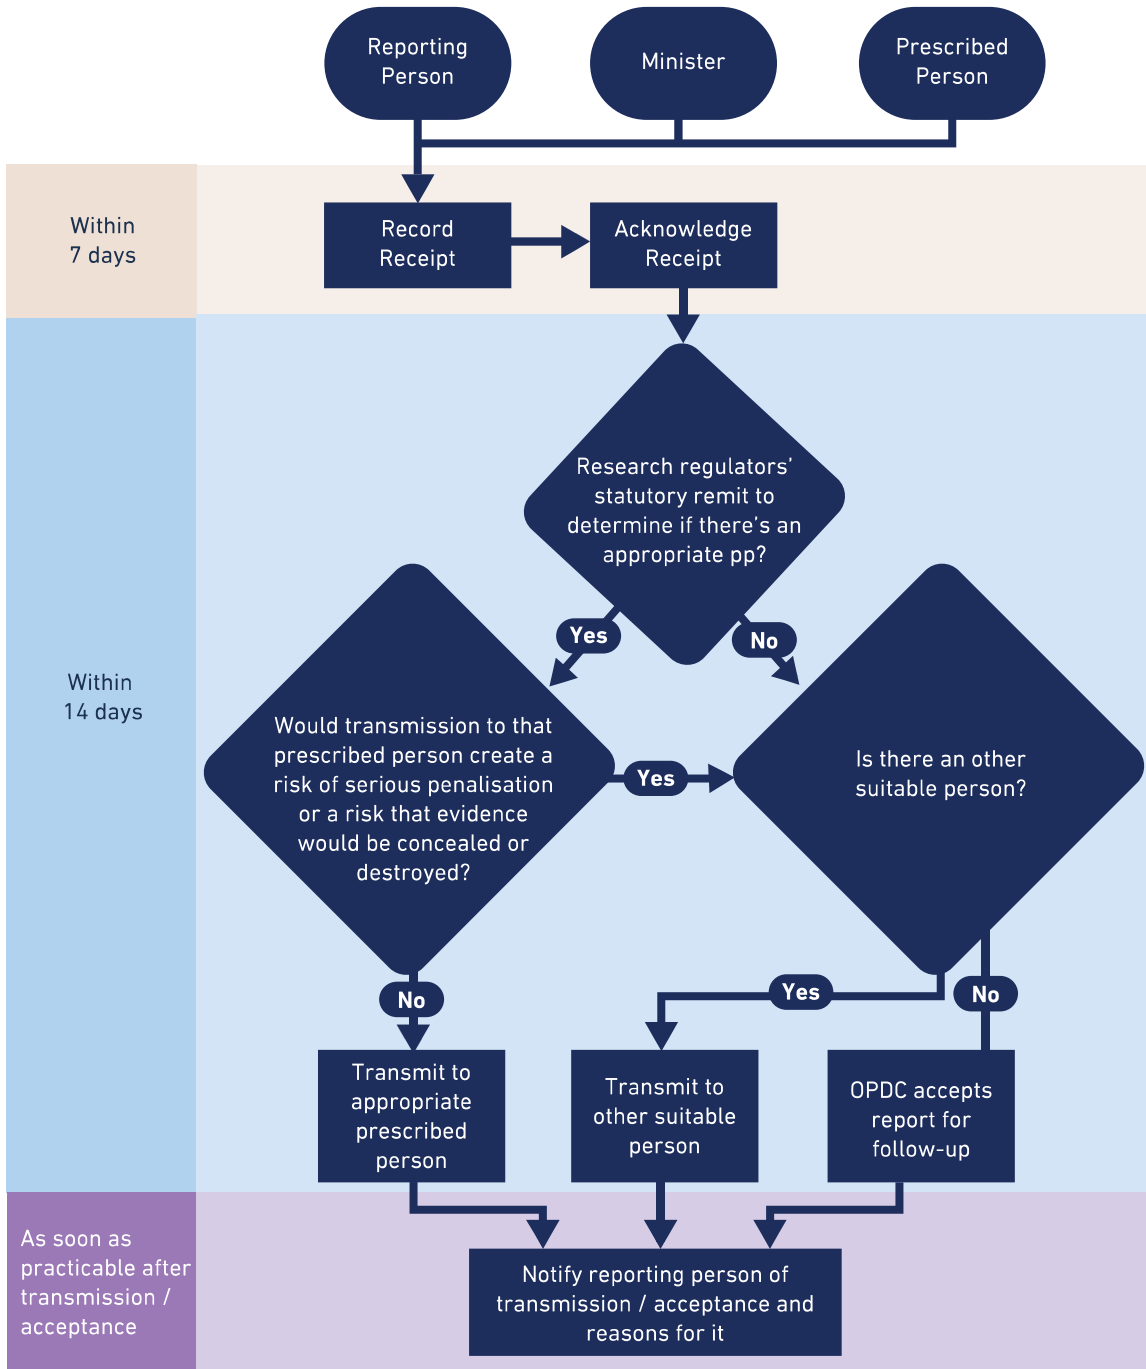 Reporting
Person
Minister
Prescribed
Person
Within
7 days
Record
Receipt
Acknowledge
Receipt
Within
14 days
Research regulators’
statutory remit to
determine if there’s an
appropriate pp?
Yes
No
Would transmission to that
prescribed person create a
risk of serious penalisation
or a risk that evidence
would be concealed or
destroyed?
Yes
Is there an other
suitable person?
No
Yes
No
Transmit to
appropriate
prescribed
person
Transmit to
other suitable
person
OPDC accepts
report for
follow-up
As soon as
practicable after
transmission /
acceptance
Notify reporting person of
transmission / acceptance and
reasons for it